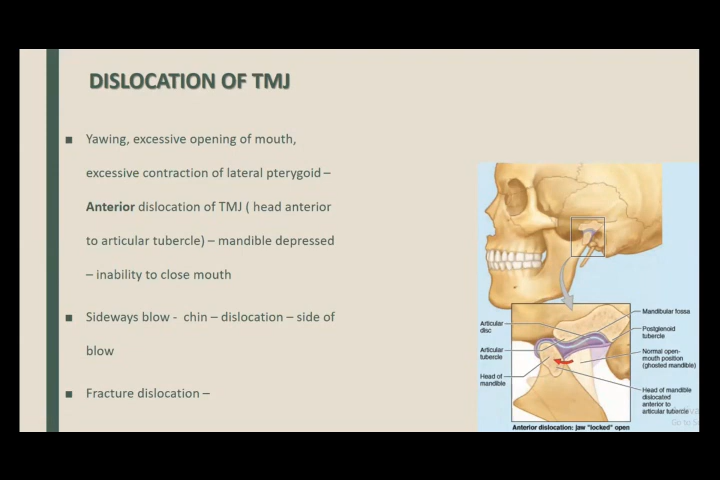 DISLOCATION OF TMJ
Yawing, excessive opening of mouth,
excessive contraction of lateral pterygoid –
Anterior dislocation of TMJ ( head anterior
to articular tubercle) – mandible depressed
– inability to close mouth
Sideways blow - chin – dislocation – side of
blow
Fracture dislocation –
Articular
disc
Articular
tubercle
Head of
mandible
Mandibular fossa
Postglenoid
tubercle
Normal open-
mouth position
(ghosted mandible)
Head of mandible
dislocated
anterior to
articular tubercle
Anterior dislocation: jaw "locked" open
Go to